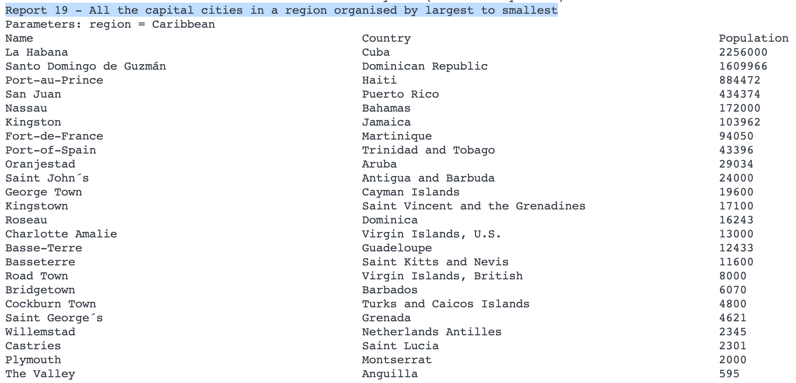 Report 19 - All the capital cities in a region organised by largest to smallest
Parameters: region = Caribbean
Name Country Population
La Habana Cuba 2256000
Santo Domingo de Guzmán Dominican Republic 1609966
Port-au-Prince Haiti 884472
San Juan Puerto Rico 434374
Nassau Bahamas 172000
Kingston Jamaica 103962
Fort-de-France Martinique 94050
Port-of-Spain Trinidad and Tobago 43396
Oranjestad Aruba 29034
Saint John´s Antigua and Barbuda 24000
George Town Cayman Islands 19600
Kingstown Saint Vincent and the Grenadines 17100
Roseau Dominica 16243
Charlotte Amalie Virgin Islands, U.S. 13000
Basse-Terre Guadeloupe 12433
Basseterre Saint Kitts and Nevis 11600
Road Town Virgin Islands, British 8000
Bridgetown Barbados 6070
Cockburn Town Turks and Caicos Islands 4800
Saint George´s Grenada 4621
Willemstad Netherlands Antilles 2345
Castries Saint Lucia 2301
Plymouth Montserrat 2000
The Valley Anguilla 595